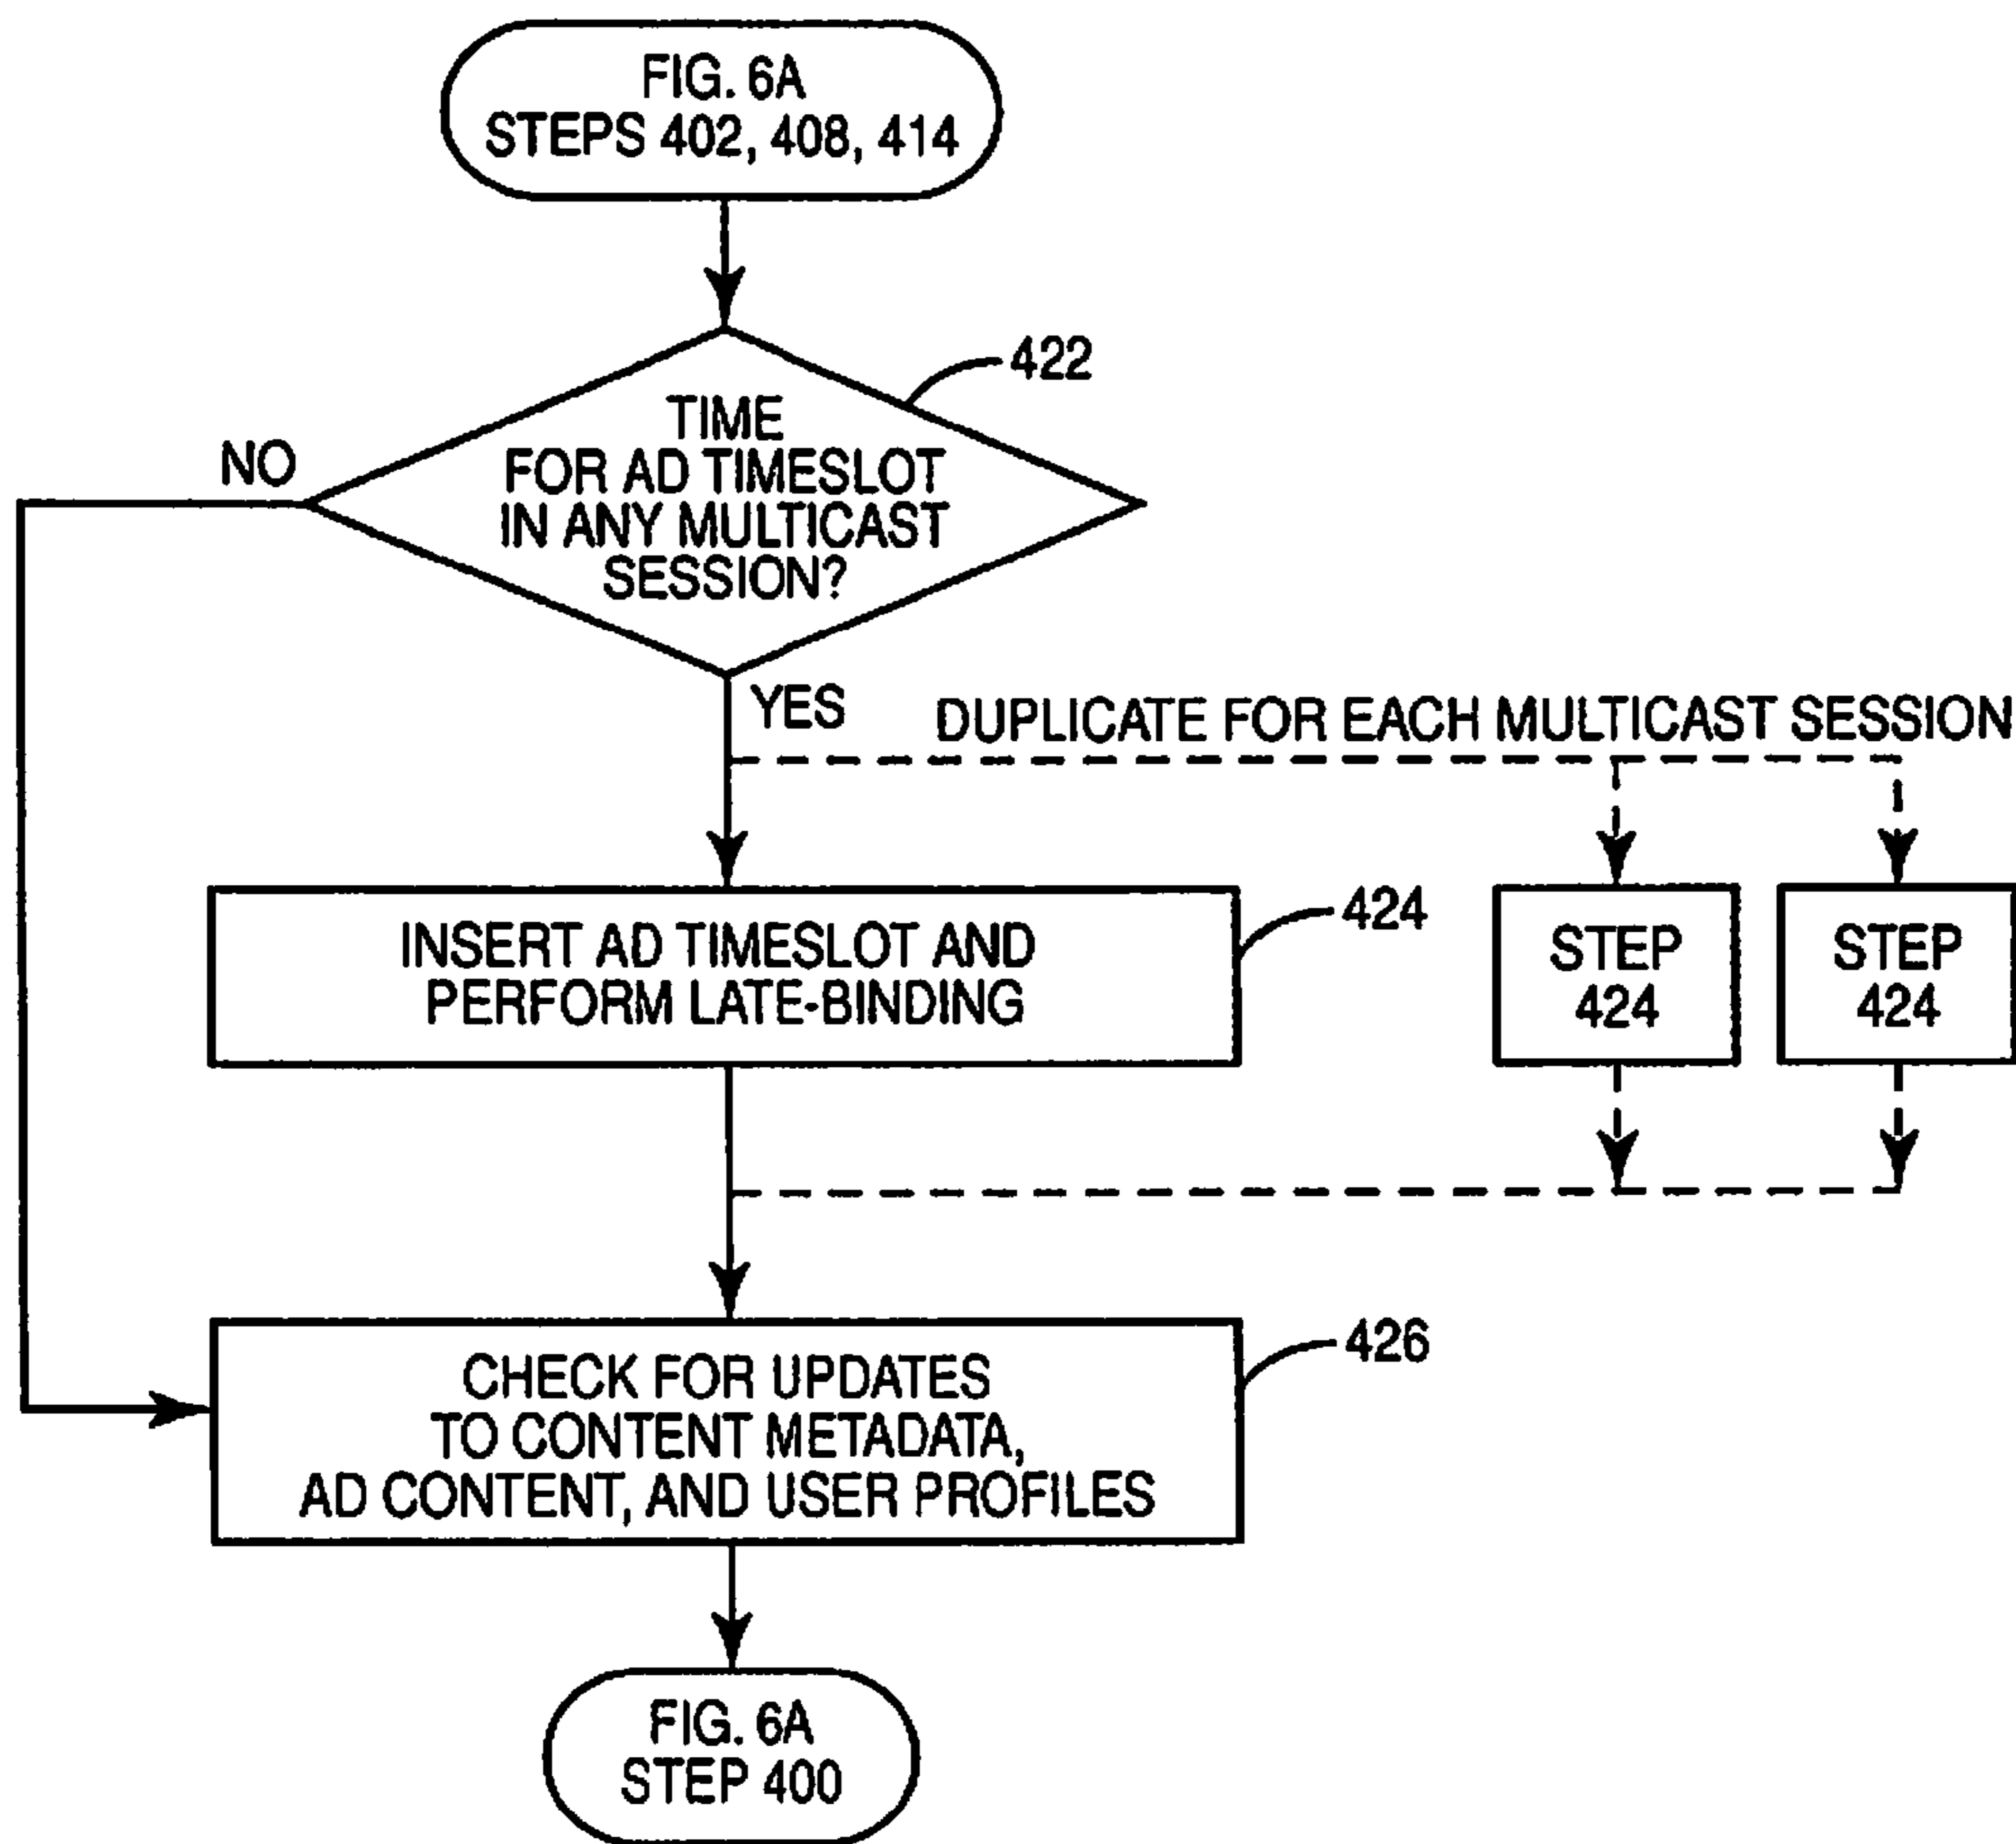 FIG. 6A
STEPS 402, 408, 414
422
TIME
FOR AD TIMESLOT
IN ANY MULTICAST
SESSION?
NO
YES
DUPLICATE FOR EACH MULTICAST SESSION
INSERT AD TIMESLOT AND
PERFORM LATE-BINDING
424
STEP
424
STEP
424
CHECK FOR UPDATES
TO CONTENT METADATA,
AD CONTENT, AND USER PROFILES
426
FIG. 6A
STEP 400